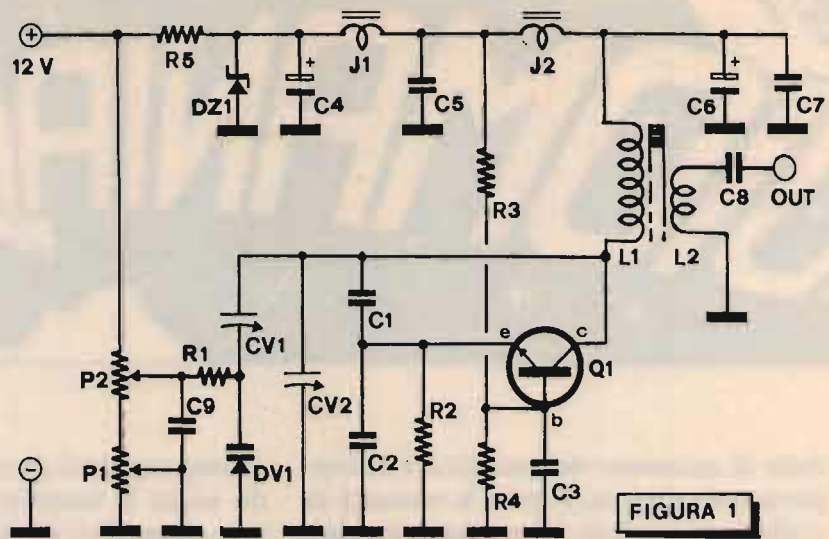 +
12 V
R5
DZ1
+
C4
J1
C5
J2
+
C6
C7
R3
L1
L2
C8
OUT
CV1
CV2
C1
e
c
Q1
b
P2
R1
C9
P1
DV1
C2
R2
R4
C3
−
FIGURA 1